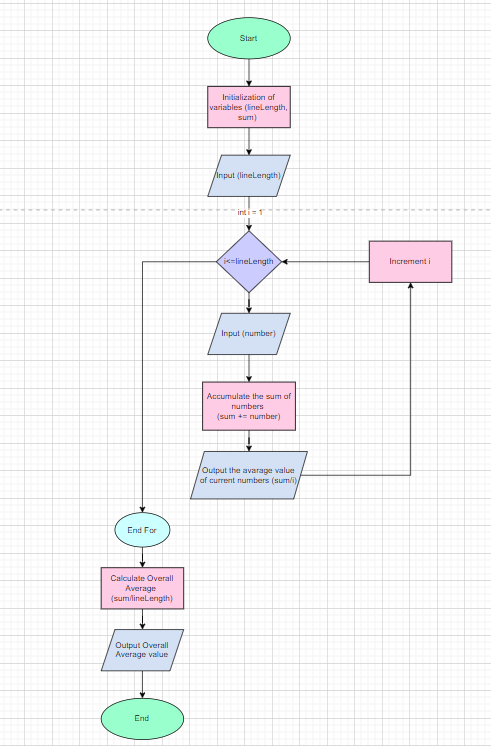 Start
Initialization of
variables (lineLength,
sum)
Input (lineLength)
int i = 1
i<=lineLength
Increment i
Input (number)
Accumulate the sum of
numbers
(sum += number)
Output the avarage value
of current numbers (sum/i)
End For
Calculate Overall
Average
(sum/lineLength)
Output Overall
Average value
End